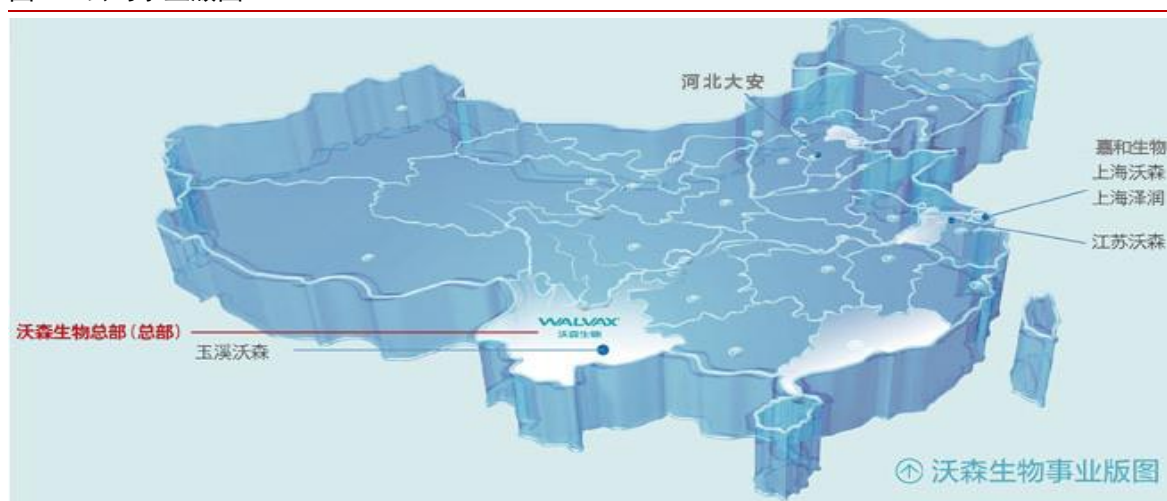 河北大安
嘉和生物
上海沃森
上海泽润
江苏沃森
WALVAX
沃森生物
沃森生物总部(总部)
玉溪沃森
沃森生物事业版图